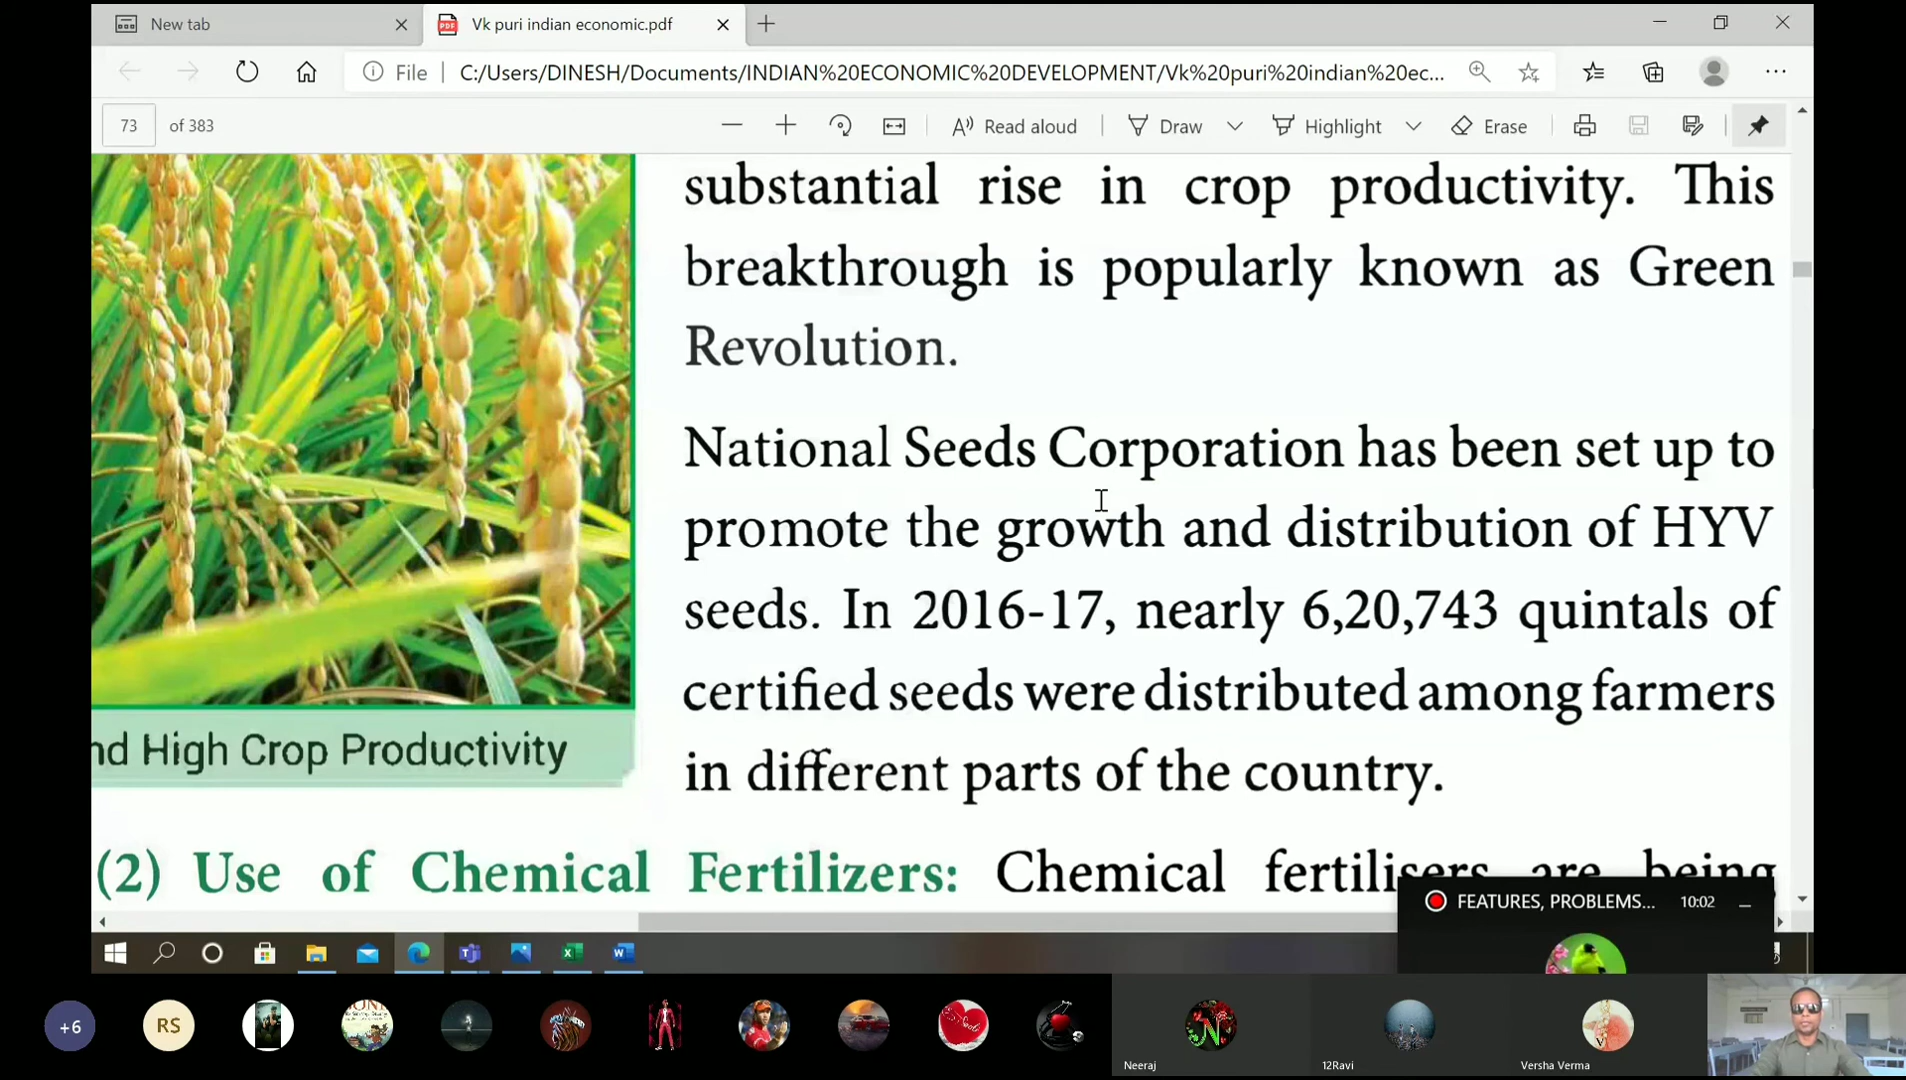 New tab
Vk puri indian economic.pdf
File
C:/Users/DINESH/Documents/INDIAN%20ECONOMIC%20DEVELOPMENT/Vk%20puri%20indian%20ec...
73 of 383
Read aloud
Draw
Highlight
Erase
substantial rise in crop productivity. This
breakthrough is popularly known as Green
Revolution.
National Seeds Corporation has been set up to
promote the growth and distribution of HYV
seeds. In 2016-17, nearly 6,20,743 quintals of
certified seeds were distributed among farmers
in different parts of the country.
nd High Crop Productivity
(2) Use of Chemical Fertilizers: Chemical fertilisers are being
FEATURES, PROBLEMS... 10:02
+6
RS
Neeraj
12Ravi
Versha Verma